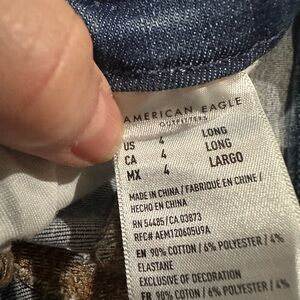 AMERICAN EAGLE
OUTFITTERS
US 4 LONG
CA 4 LONG
MX 4 LARGO
MADE IN CHINA / FABRIQUÉ EN CHINE /
HECHO EN CHINA
RN 54485/CA 03873
RFC# AEM120605U9A
EN 90% COTTON / 6% POLYESTER / 4%
ELASTANE
EXCLUSIVE OF DECORATION
FR 90% COTON / 6% POLYESTER / 4%